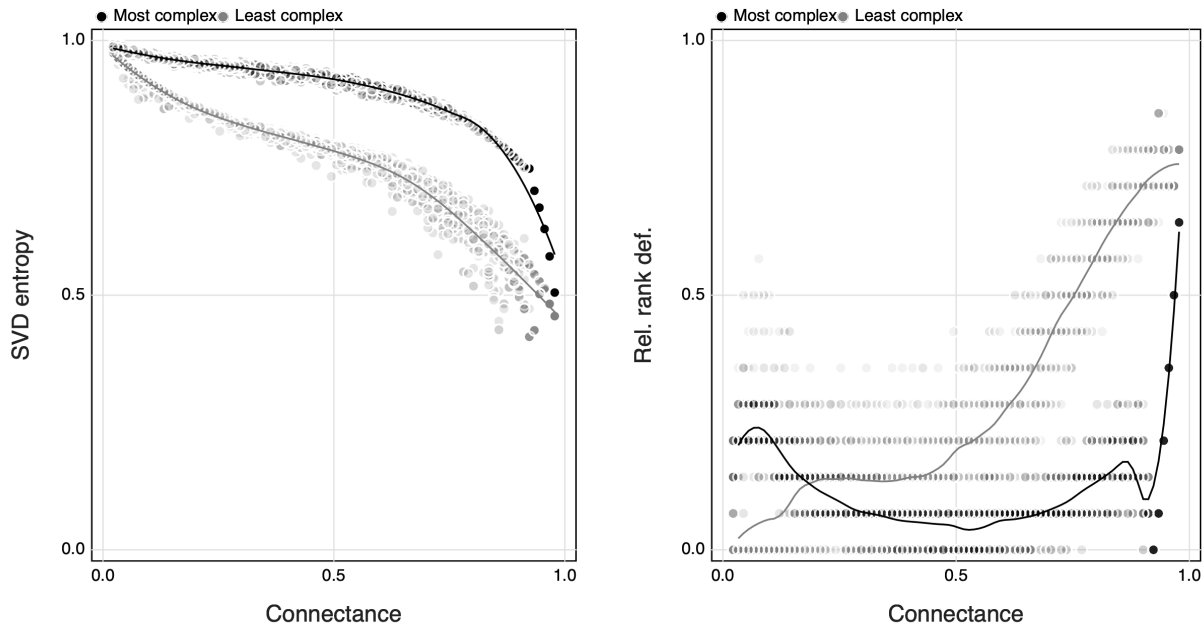 Most complex Least complex
1.0
0.5
0.0
0.0 0.5 1.0
SVD entropy
Connectance
Most complex Least complex
1.0
0.5
0.0
0.0 0.5 1.0
Rel. rank def.
Connectance